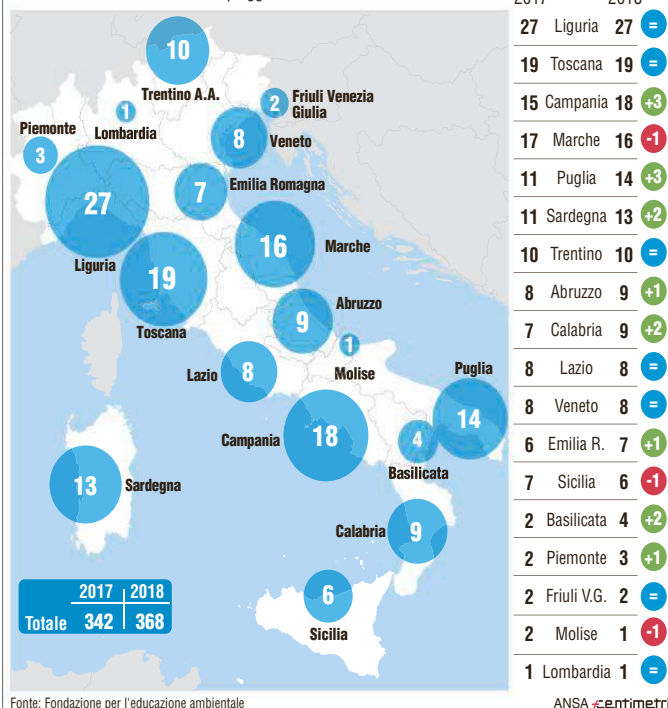 2017 2018
10
Trentino A.A.
1
Lombardia
2
Friuli Venezia
Giulia
Piemonte
3
8
Veneto
7
Emilia Romagna
27
Liguria
16
Marche
19
Toscana
Abruzzo
9
1
Molise
Lazio
8
Puglia
14
Campania
18
4
Basilicata
13
Sardegna
Calabria
9
6
Sicilia
2017 2018
Totale 342 368
27 Liguria 27 =
19 Toscana 19 =
15 Campania 18 +3
17 Marche 16 -1
11 Puglia 14 +3
11 Sardegna 13 +2
10 Trentino 10 =
8 Abruzzo 9 +1
7 Calabria 9 +2
8 Lazio 8 =
8 Veneto 8 =
6 Emilia R. 7 +1
7 Sicilia 6 -1
2 Basilicata 4 +2
2 Piemonte 3 +1
2 Friuli V.G. 2 =
2 Molise 1 -1
1 Lombardia 1 =
Fonte: Fondazione per l'educazione ambientale
ANSA centimetri